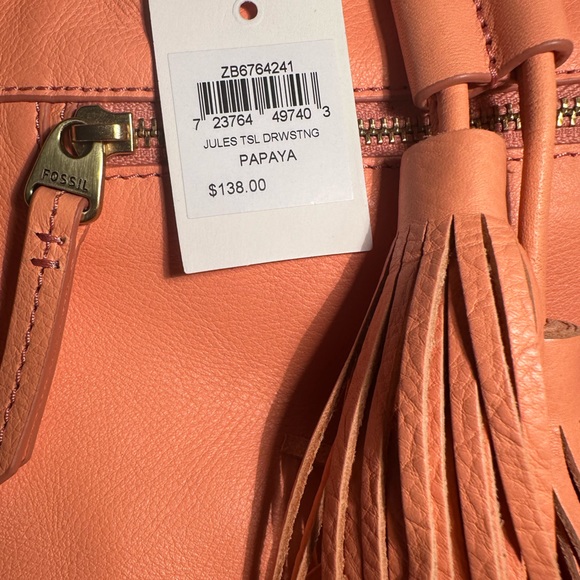 ZB6764241
7 23764 49740 3
JULES TSL DRWSTNG
PAPAYA
$138.00
FOSSIL